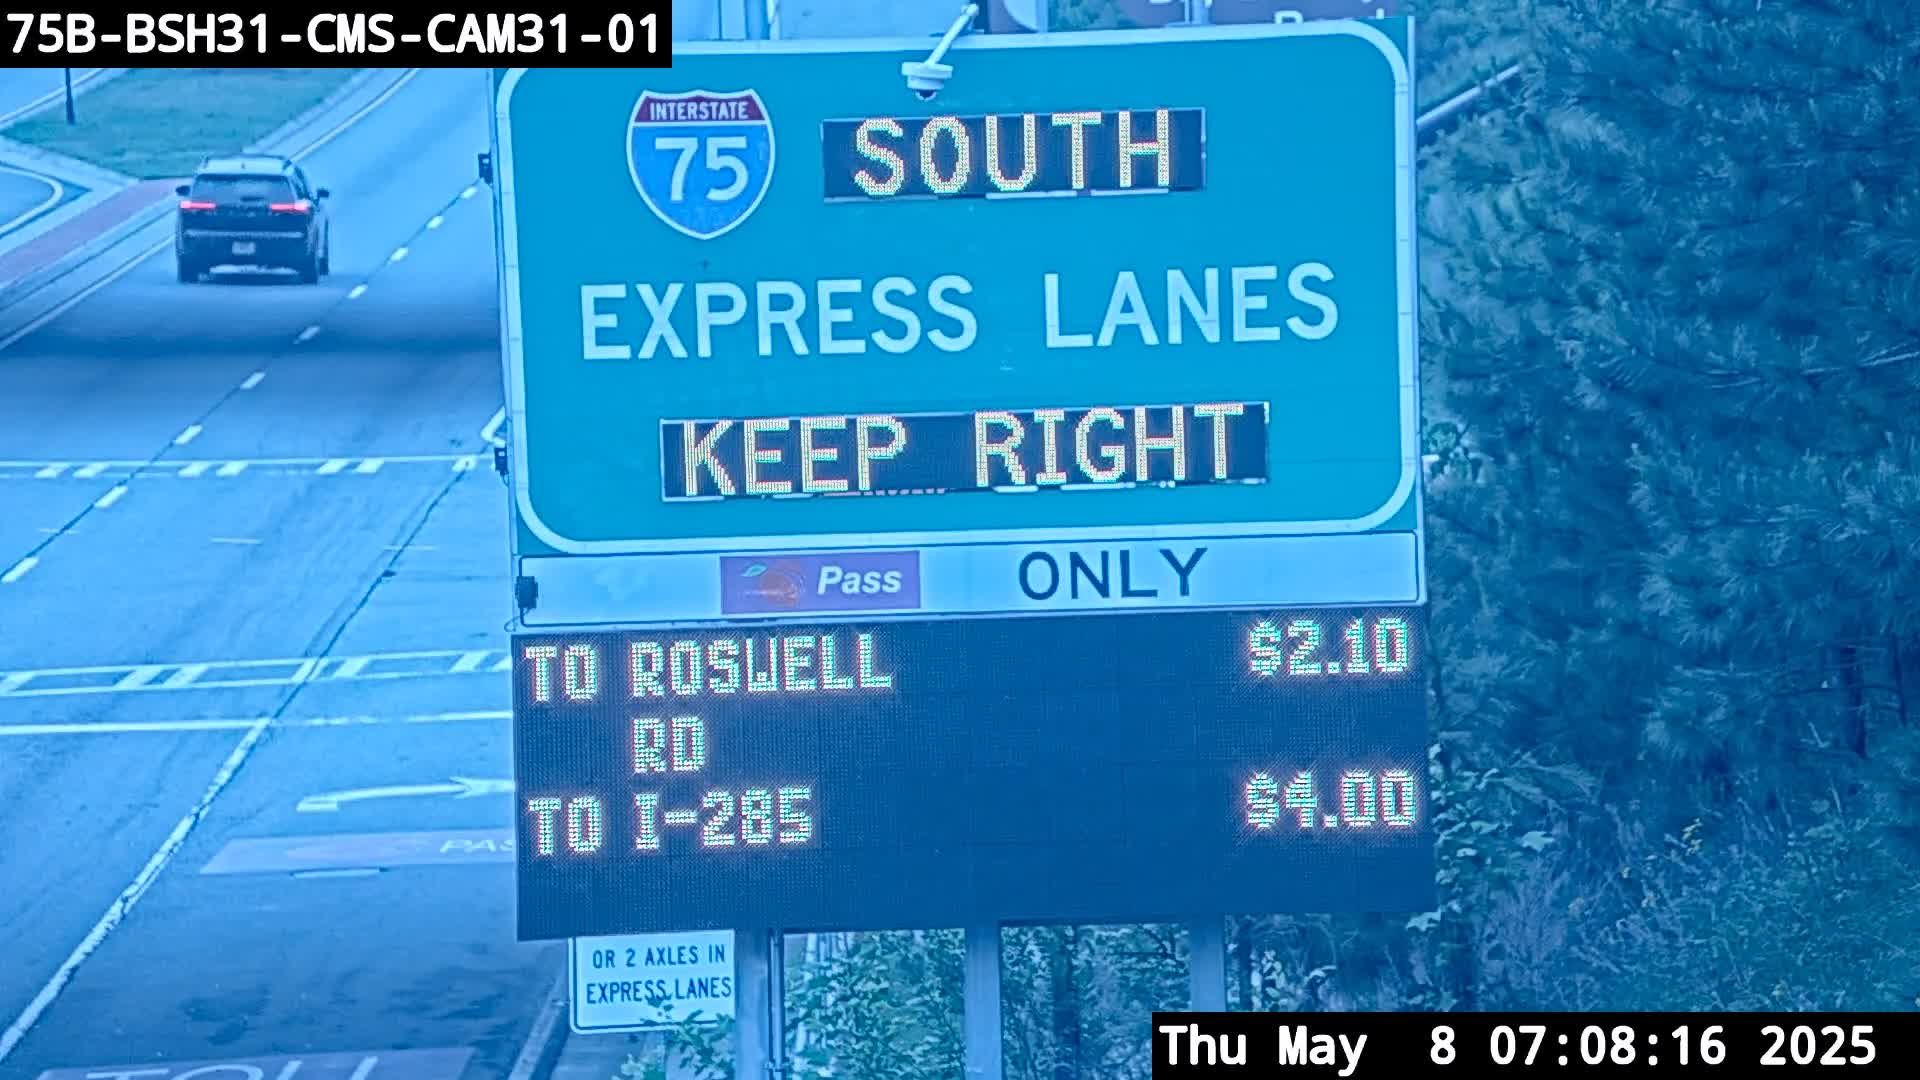 75B-BSH31-CMS-CAM31-01
INTERSTATE
75
SOUTH
EXPRESS LANES
KEEP RIGHT
Pass ONLY
TO ROSWELL $2.10
RD
TO I-285 $4.00
OR 2 AXLES IN
EXPRESS LANES
TOLL
Thu May 8 07:08:16 2025